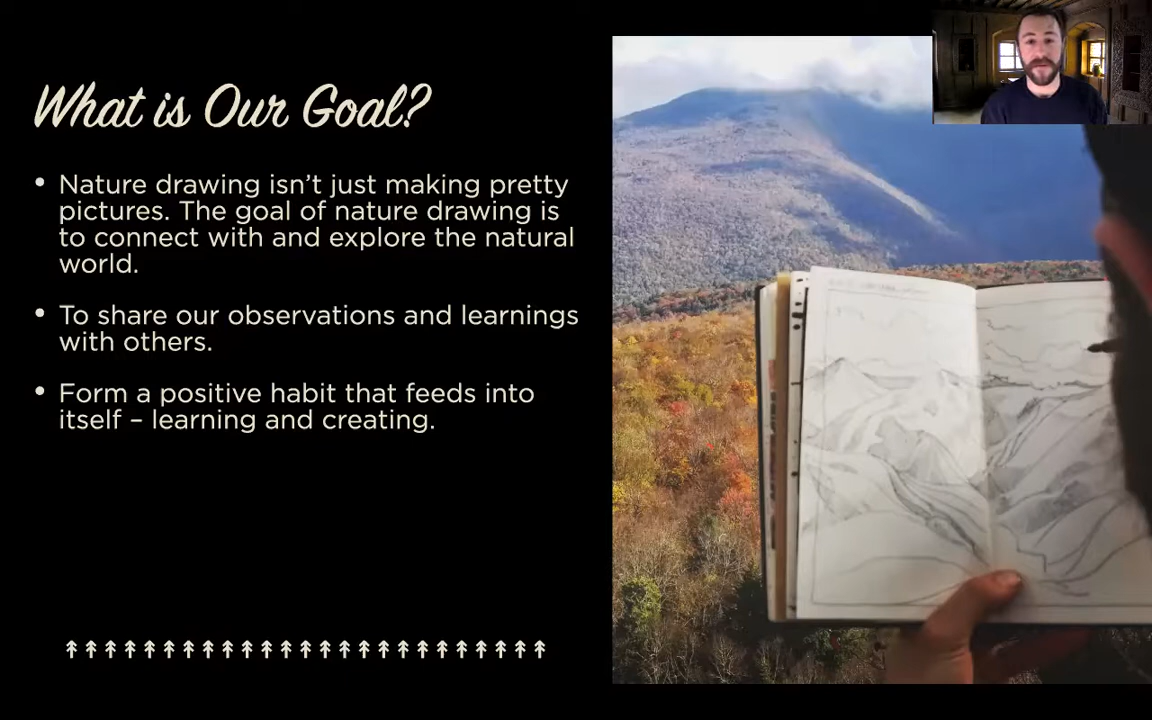 What is Our Goal?
• Nature drawing isn't just making pretty
pictures. The goal of nature drawing is
to connect with and explore the natural
world.
• To share our observations and learnings
with others.
• Form a positive habit that feeds into
itself – learning and creating.